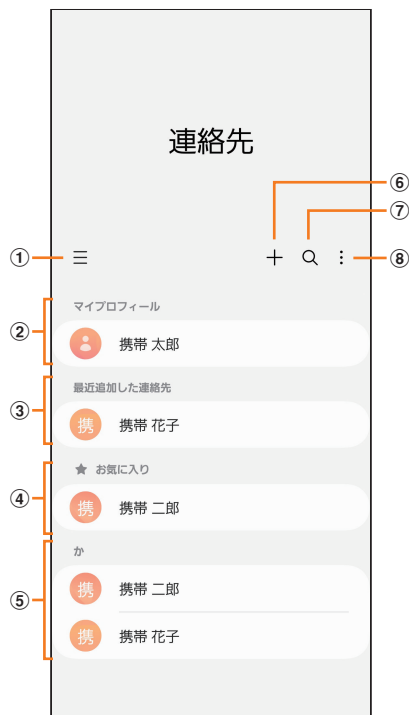 連絡先
⑥
⑦
① ⑧
マイプロフィール
②
携帯 太郎
最近追加した連絡先
③
携 携帯 花子
★ お気に入り
④
携 携帯 二郎
か
携 携帯 二郎
⑤
携 携帯 花子